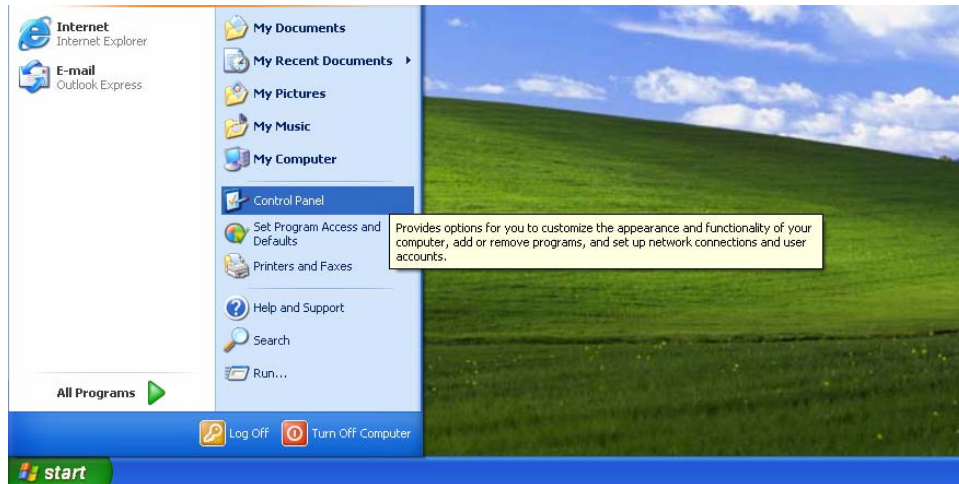 Internet
Internet Explorer
E-mail
Outlook Express
All Programs
My Documents
My Recent Documents
My Pictures
My Music
My Computer
Control Panel
Set Program Access and
Defaults
Printers and Faxes
Help and Support
Search
Run...
Provides options for you to customize the appearance and functionality of your
computer, add or remove programs, and set up network connections and user
accounts.
Log Off Turn Off Computer
start